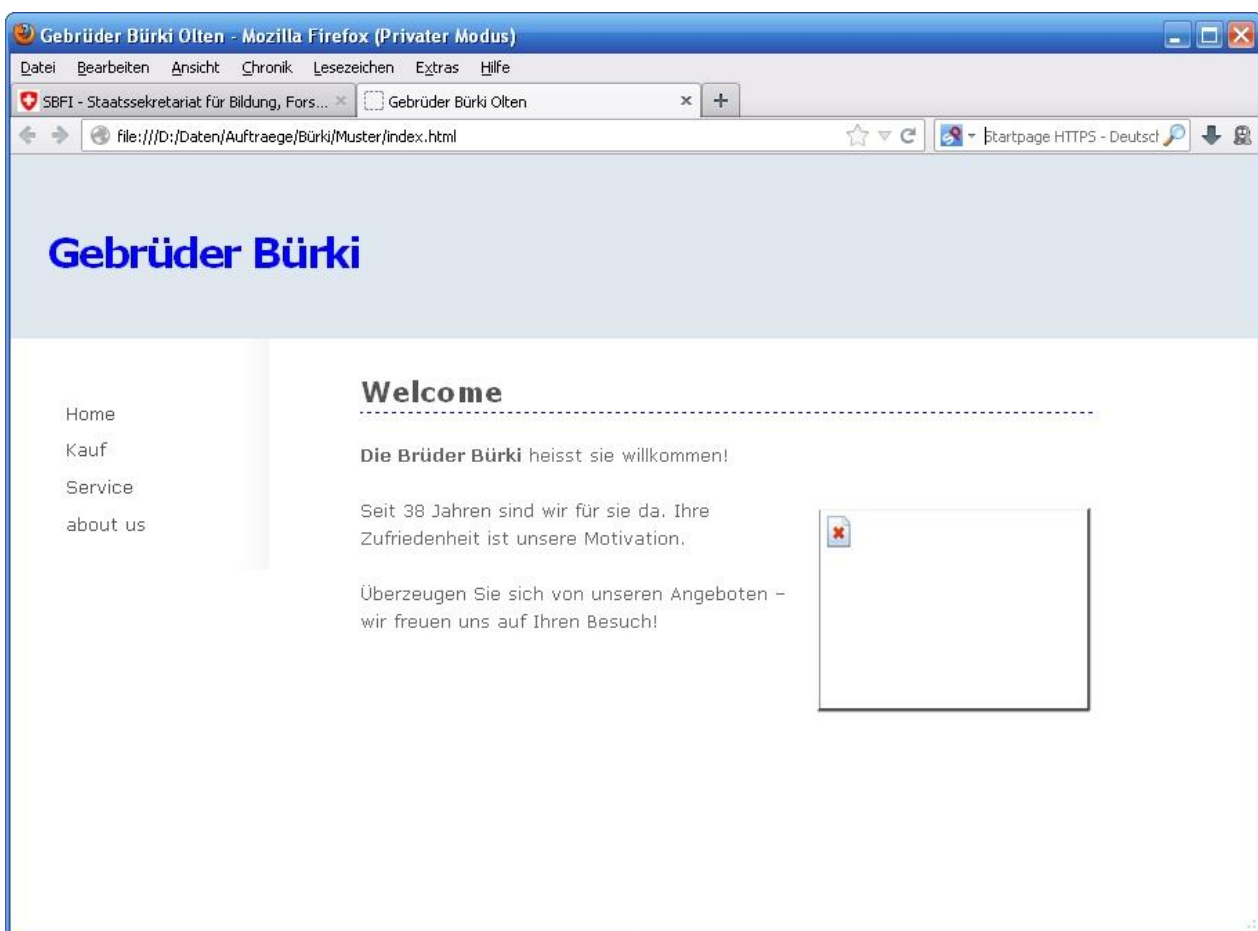 Gebrüder Bürki Olten - Mozilla Firefox (Privater Modus)
Datei Bearbeiten Ansicht Chronik Lesezeichen Extras Hilfe
SBFI - Staatssekretariat für Bildung, Fors... Gebrüder Bürki Olten
file:///D:/Daten/Auftraege/Bürki/Muster/index.html Startpage HTTPS - Deutsch
Gebrüder Bürki
Welcome
Home
Kauf
Service
about us
Die Brüder Bürki heisst sie willkommen!
Seit 38 Jahren sind wir für sie da. Ihre
Zufriedenheit ist unsere Motivation.
Überzeugen Sie sich von unseren Angeboten –
wir freuen uns auf Ihren Besuch!